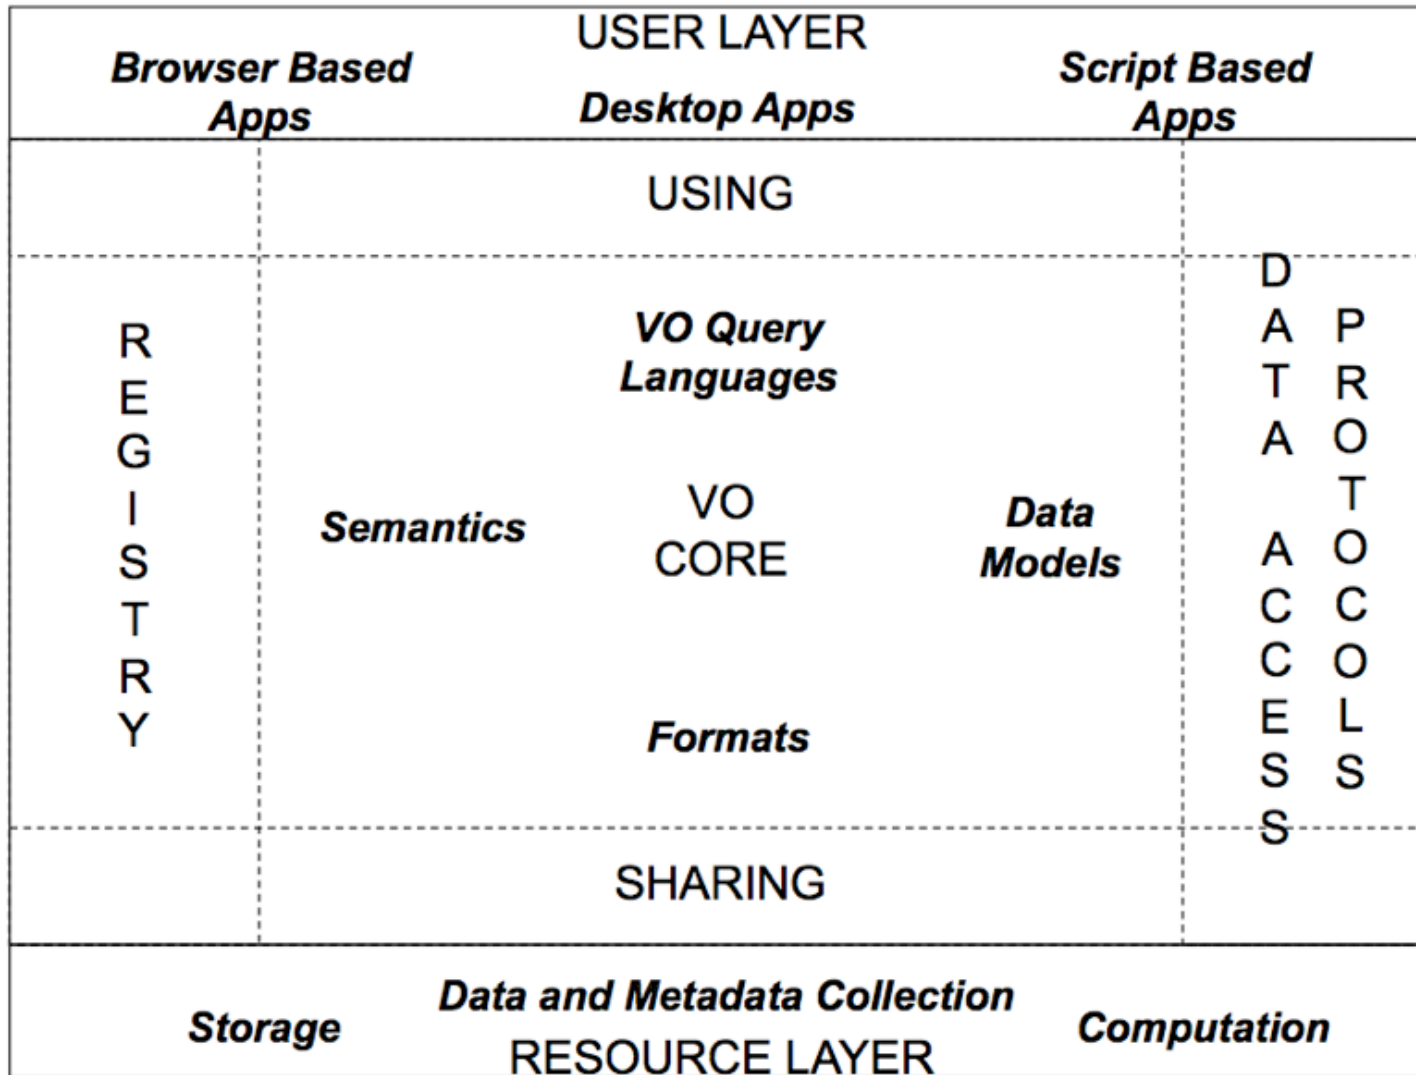 USER LAYER
Browser Based
Apps
Desktop Apps
Script Based
Apps
USING
REGISTRY
VO Query
Languages
Semantics
VO
CORE
Data
Models
Formats
DATA ACCESS
PROTOCOLS
SHARING
Storage
Data and Metadata Collection
Computation
RESOURCE LAYER